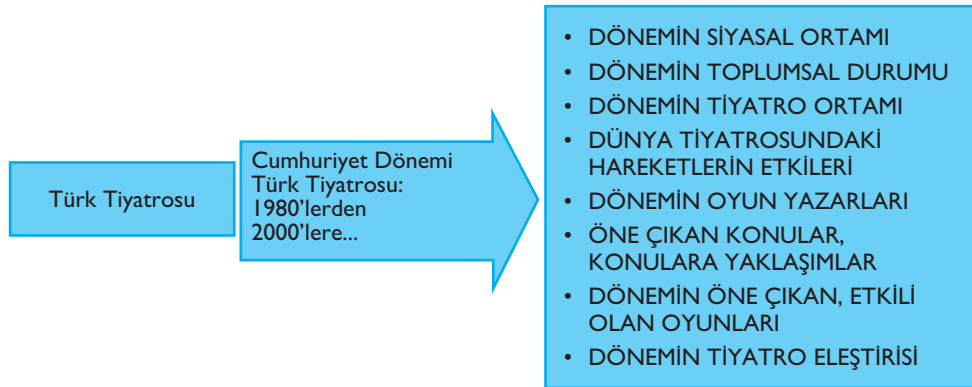 Türk Tiyatrosu
Cumhuriyet Dönemi
Türk Tiyatrosu:
1980'lerden
2000'lere...
• DÖNEMİN SİYASAL ORTAMI
• DÖNEMİN TOPLUMSAL DURUMU
• DÖNEMİN TİYATRO ORTAMI
• DÜNYA TİYATROSUNDAKİ
HAREKETLERİN ETKİLERİ
• DÖNEMİN OYUN YAZARLARI
• ÖNE ÇIKAN KONULAR,
KONULARA YAKLAŞIMLAR
• DÖNEMİN ÖNE ÇIKAN, ETKİLİ
OLAN OYUNLARI
• DÖNEMİN TİYATRO ELEŞTİRİSİ